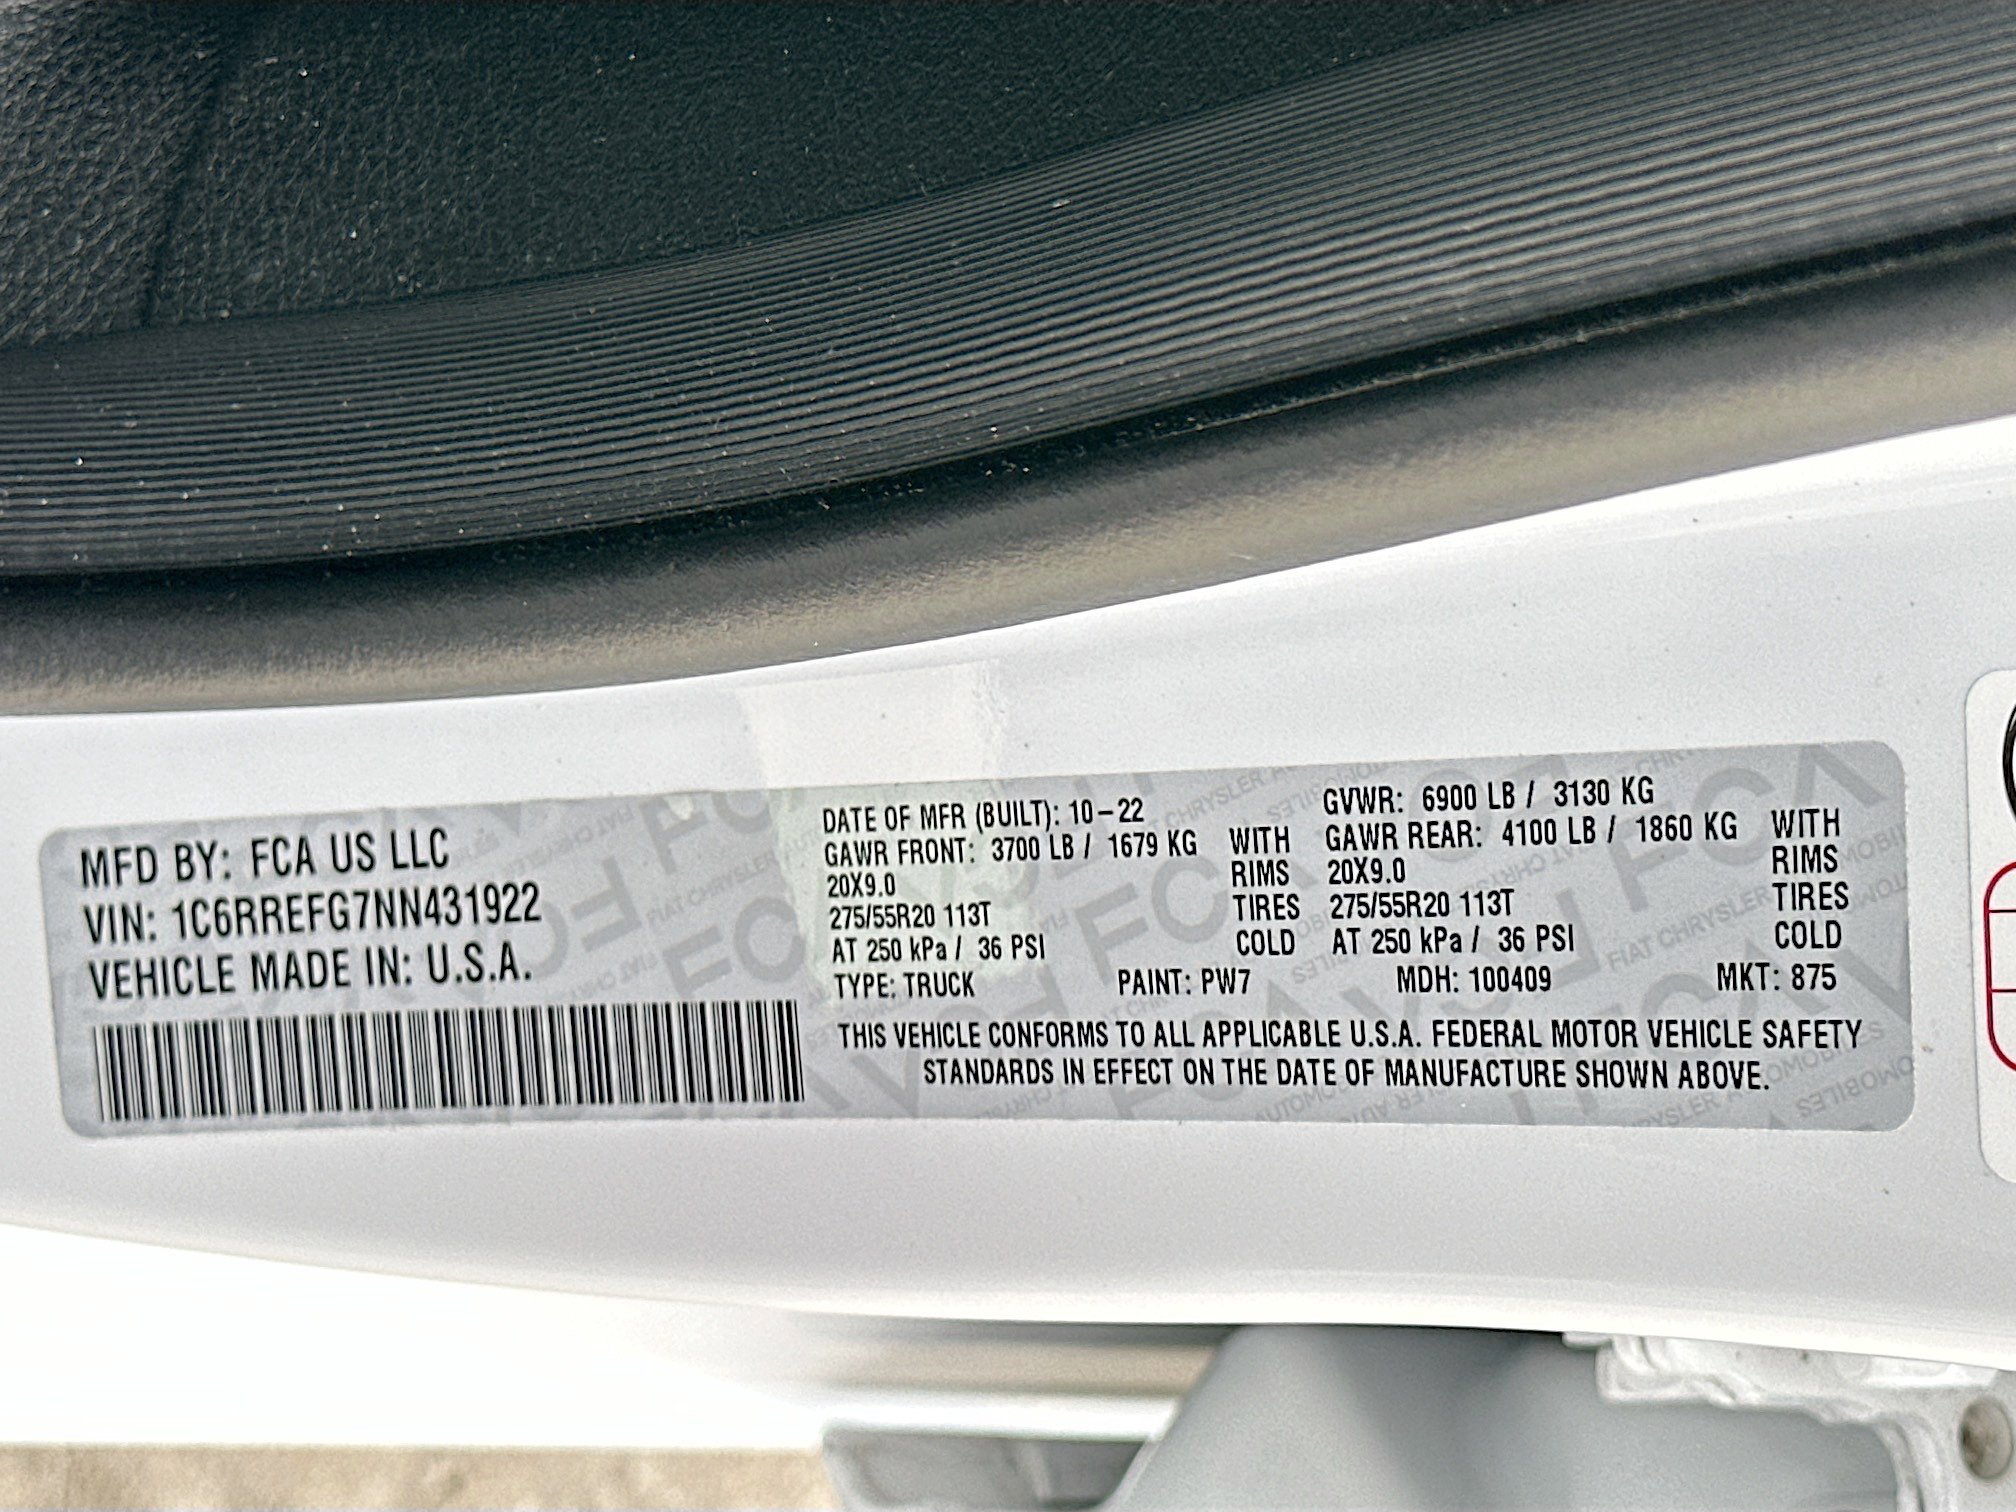 MFD BY: FCA US LLC
VIN: 1C6RREFG7NN431922
VEHICLE MADE IN: U.S.A.
DATE OF MFR (BUILT): 10-22 GVWR: 6900 LB / 3130 KG
GAWR FRONT: 3700 LB / 1679 KG WITH GAWR REAR: 4100 LB / 1860 KG WITH
20X9.0 RIMS 20X9.0 RIMS
275/55R20 113T TIRES 275/55R20 113T TIRES
AT 250 kPa / 36 PSI COLD AT 250 kPa / 36 PSI COLD
TYPE: TRUCK PAINT: PW7 MDH: 100409 MKT: 875
THIS VEHICLE CONFORMS TO ALL APPLICABLE U.S.A. FEDERAL MOTOR VEHICLE SAFETY
STANDARDS IN EFFECT ON THE DATE OF MANUFACTURE SHOWN ABOVE.